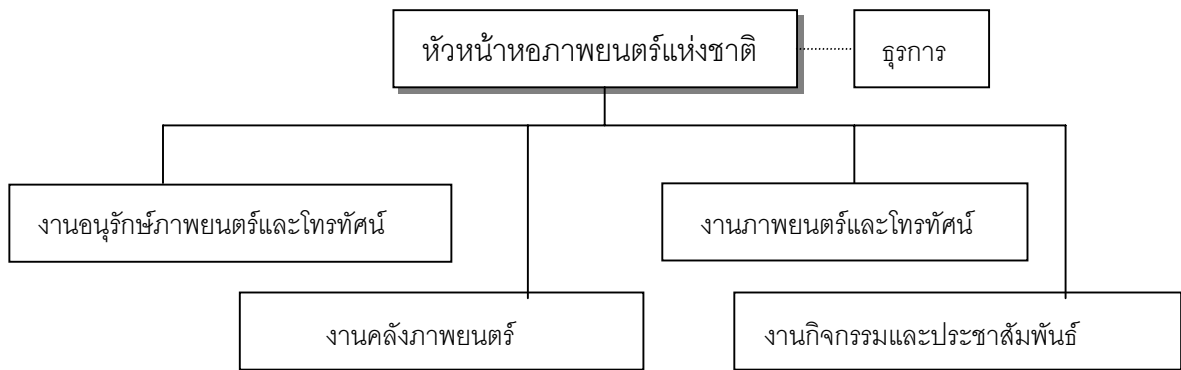 หัวหน้าหอภาพยนตร์แห่งชาติ
ธุรการ
งานอนุรักษ์ภาพยนตร์และโทรทัศน์
งานภาพยนตร์และโทรทัศน์
งานคลังภาพยนตร์
งานกิจกรรมและประชาสัมพันธ์